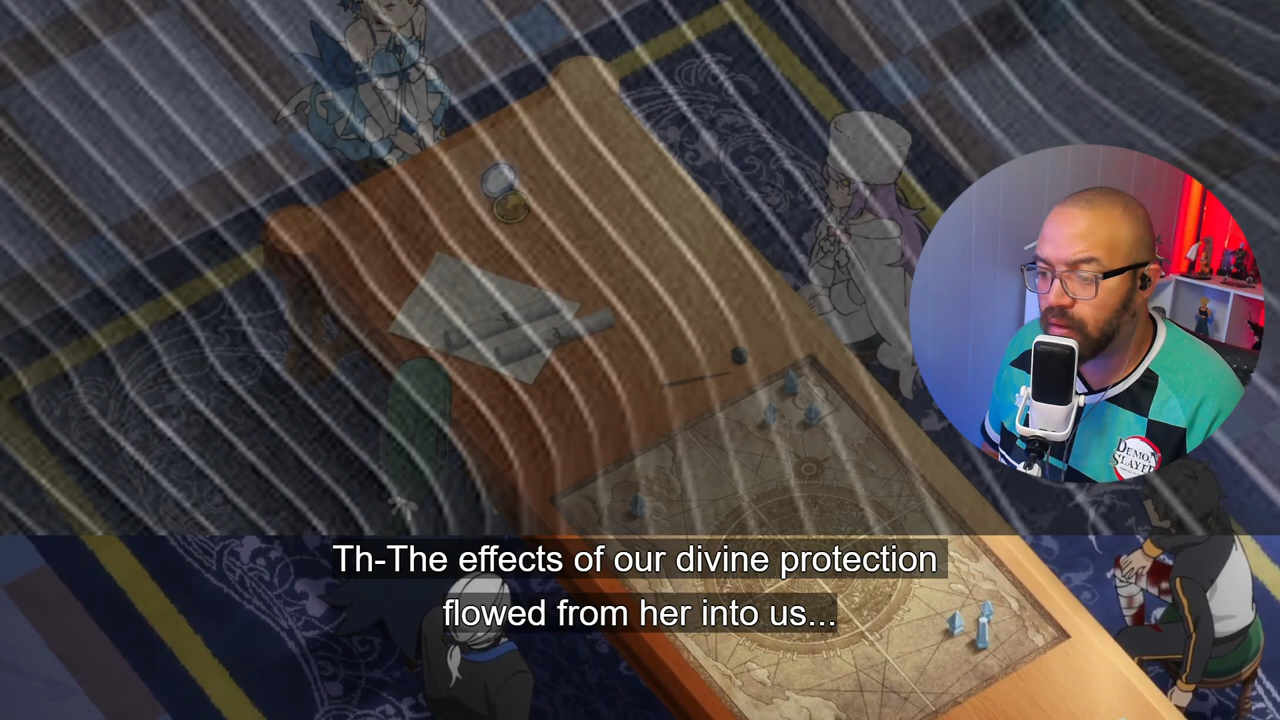 Th-The effects of our divine protection
flowed from her into us...
DEMON
SLAYER